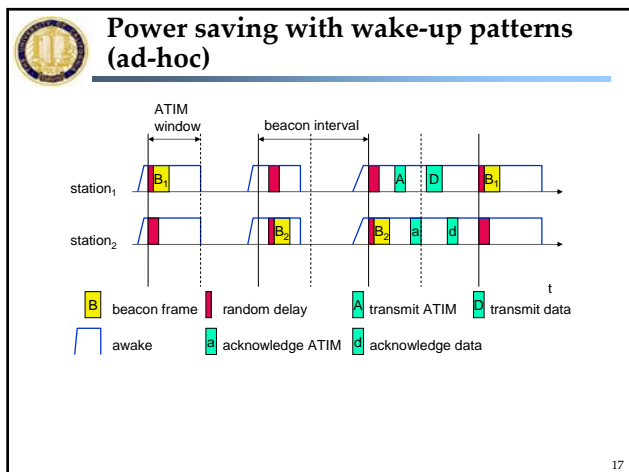 Power saving with wake-up patterns
(ad-hoc)
ATIM
window
beacon interval
station1
B1
A
D
B1
station2
B2
B2
a
d
t
B beacon frame
random delay
A transmit ATIM
D transmit data
awake
a acknowledge ATIM
d acknowledge data
17